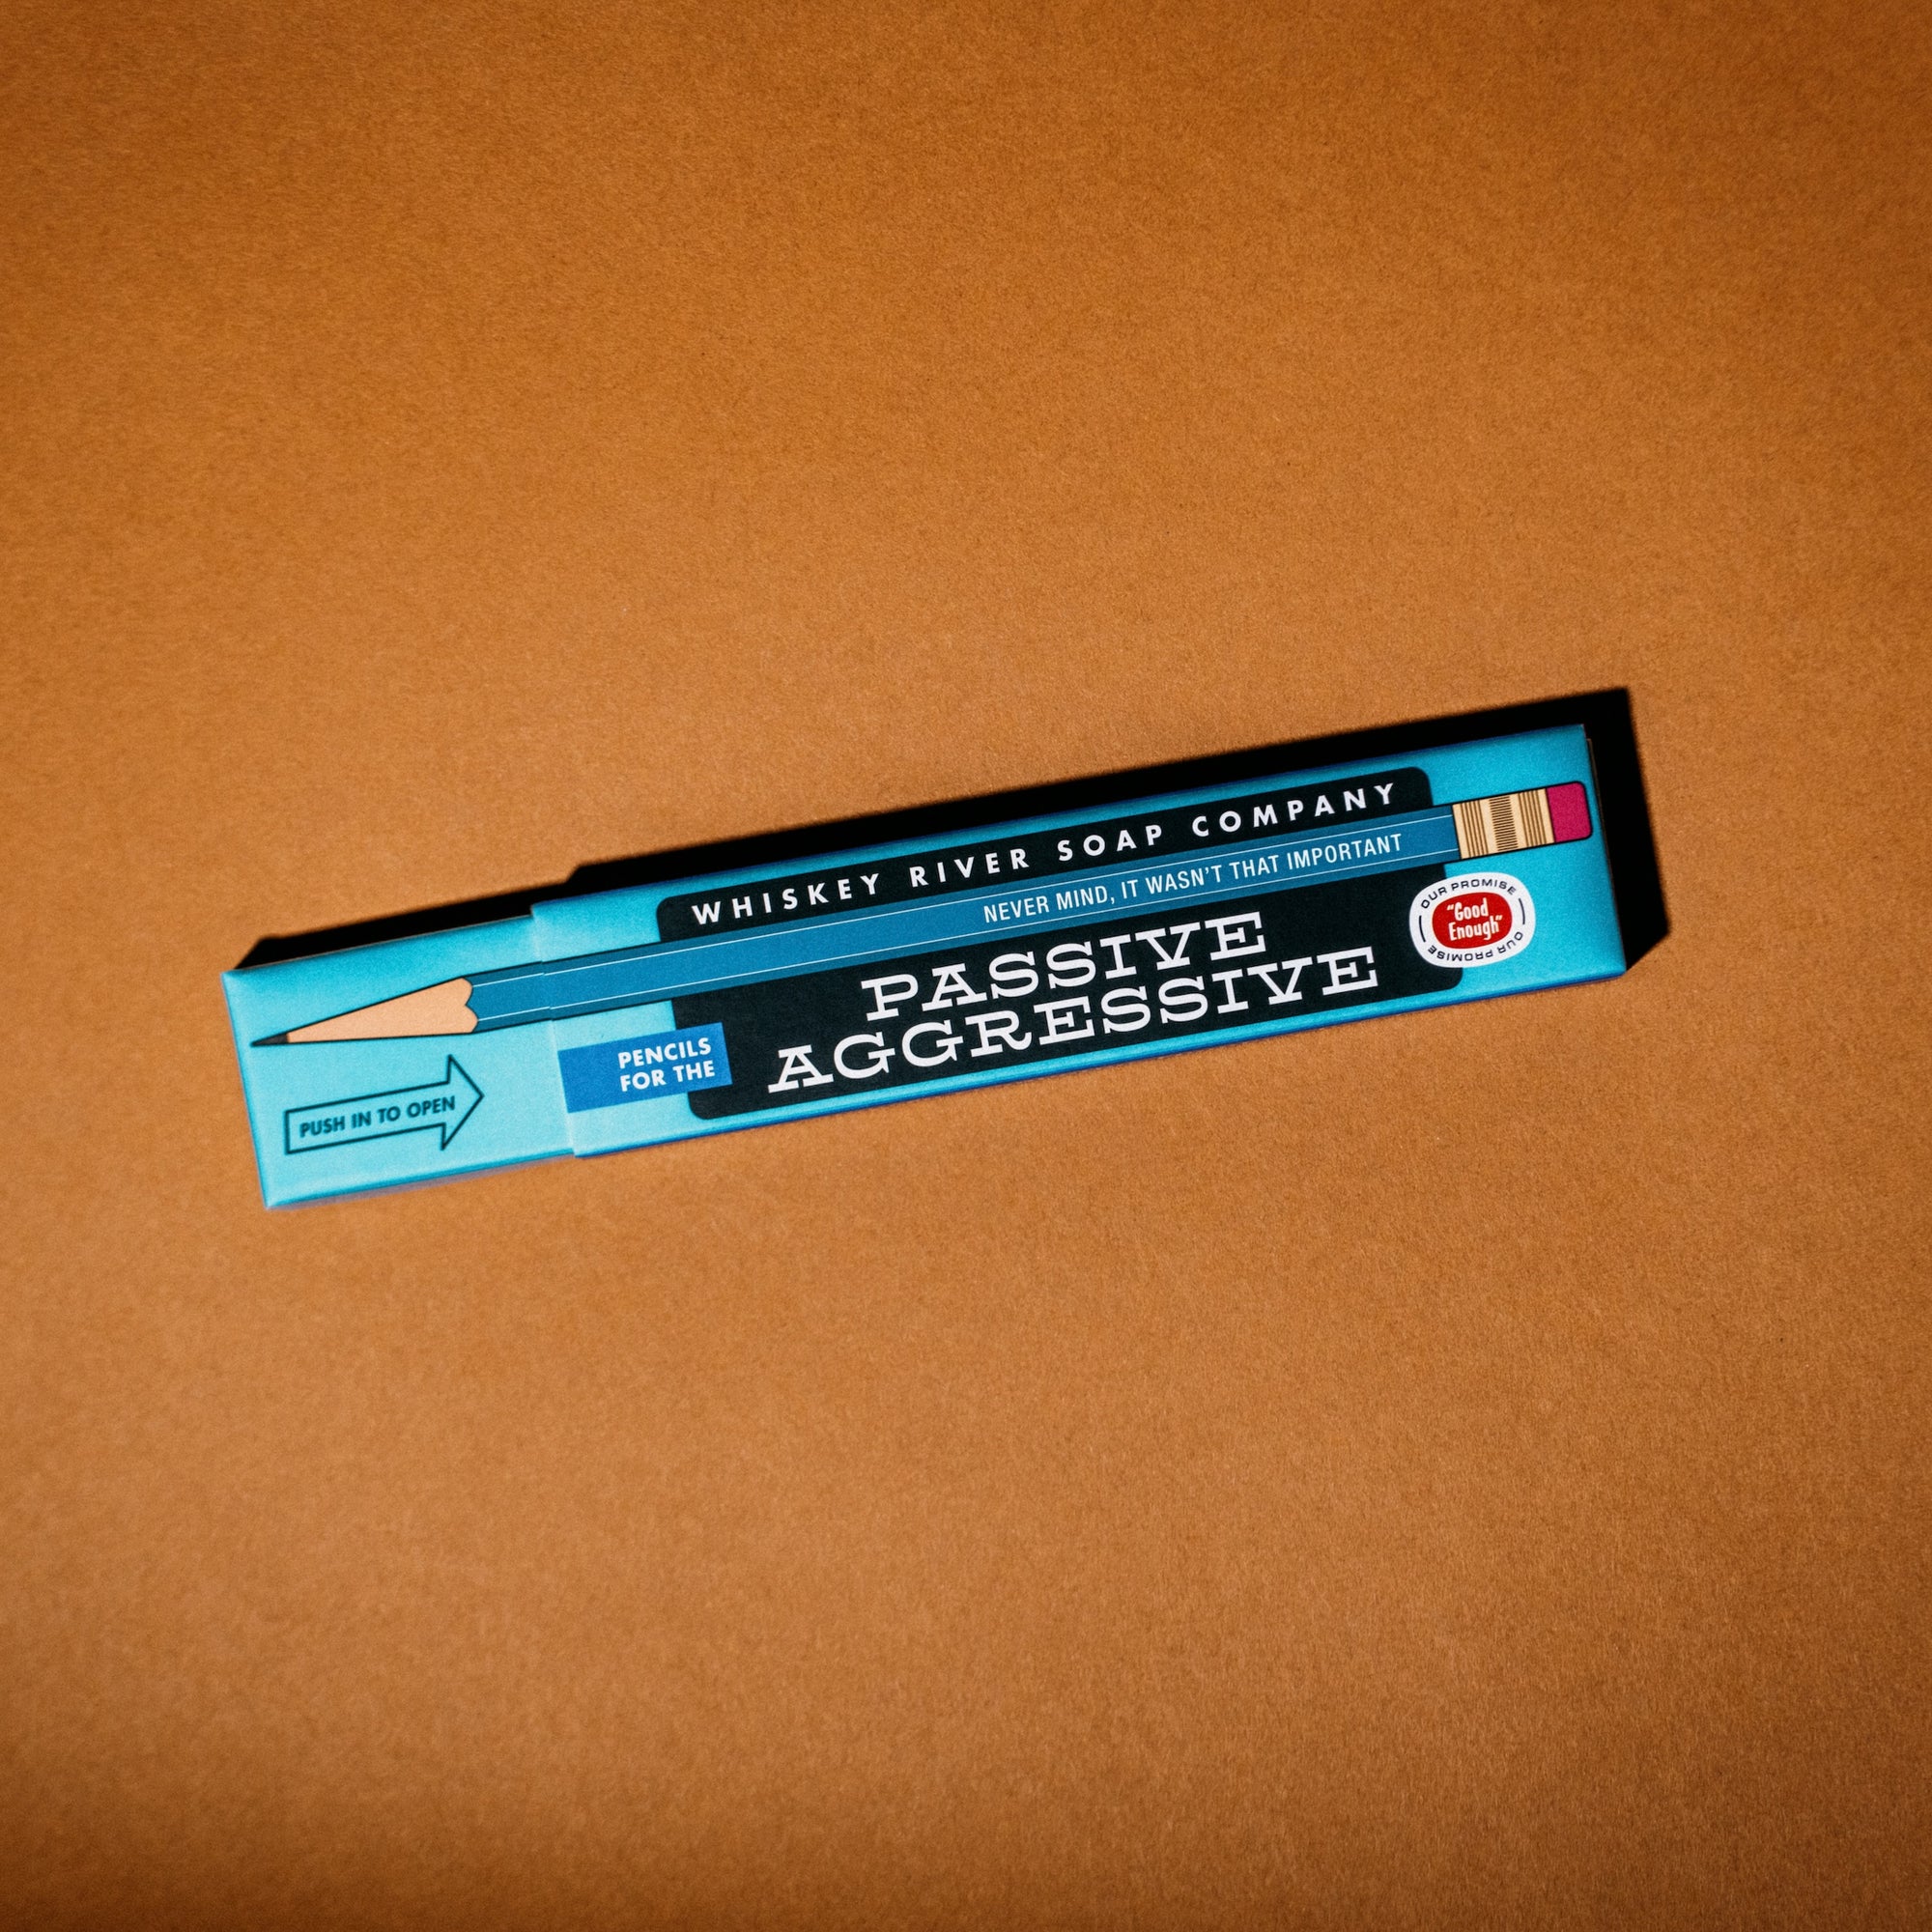 WHISKEY RIVER SOAP COMPANY
NEVER MIND, IT WASN'T THAT IMPORTANT
PENCILS
FOR THE
PASSIVE
AGGRESSIVE
OUR PROMISE
"Good
Enough"
OUR PROMISE
PUSH IN TO OPEN